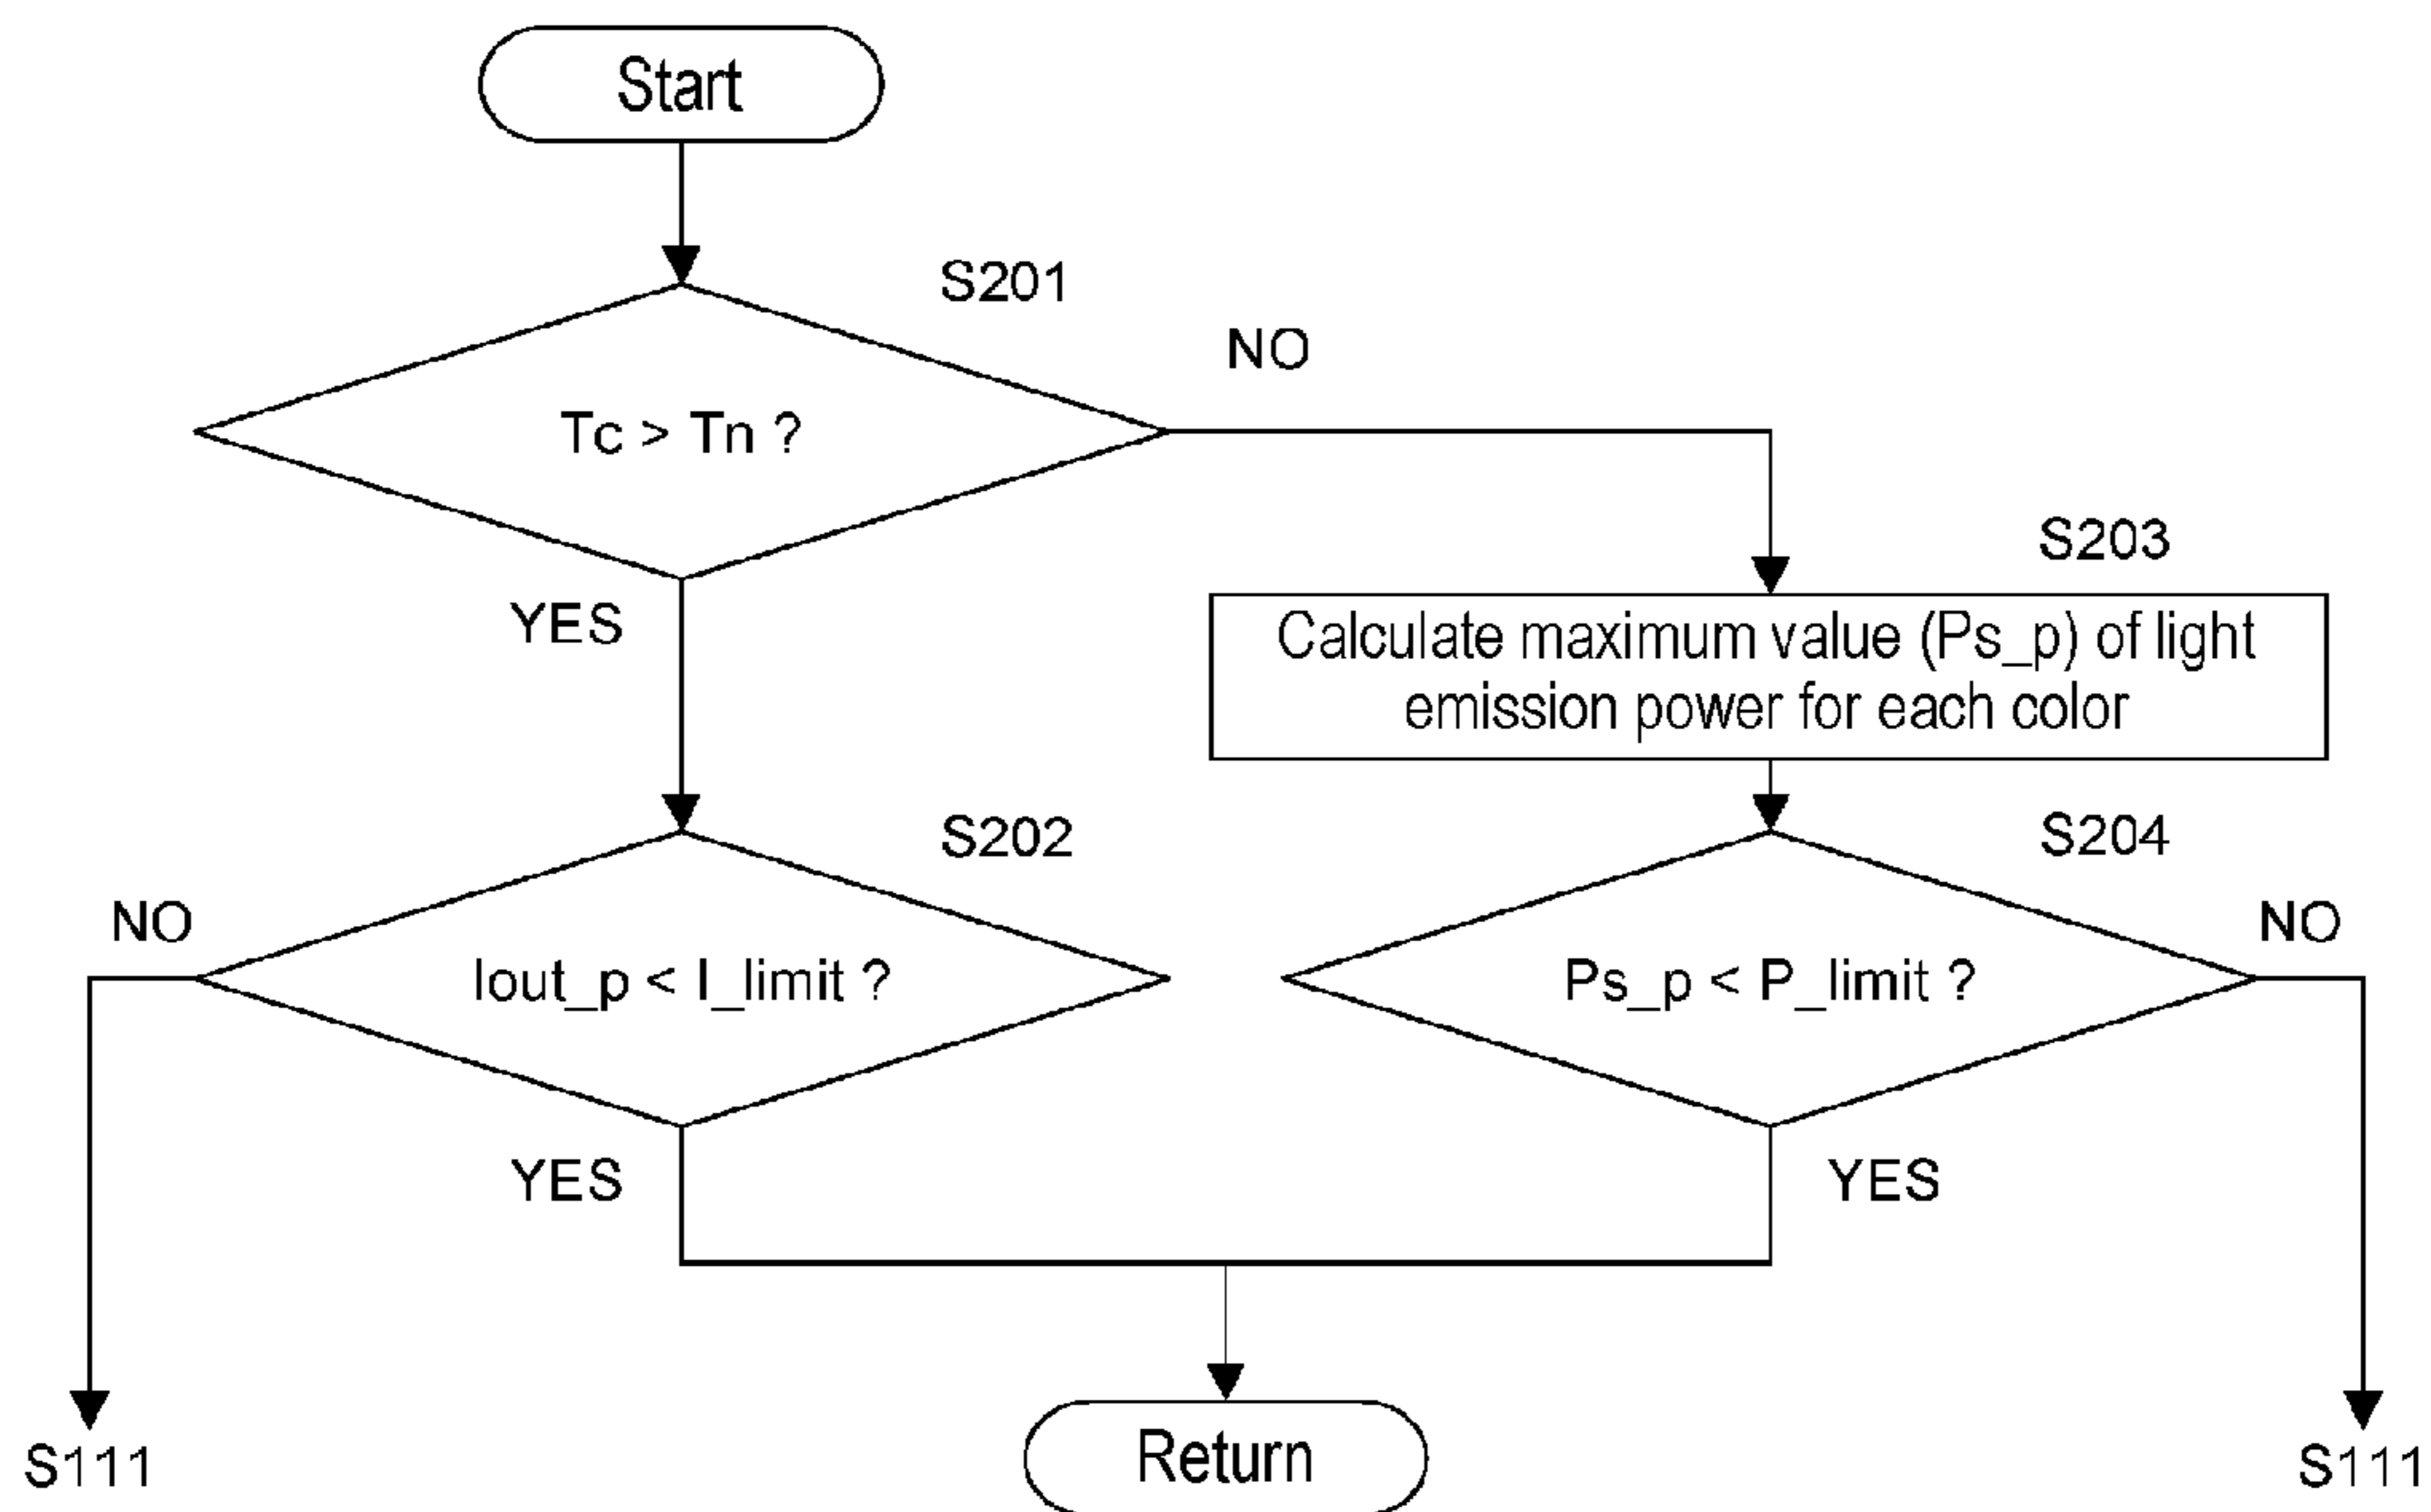 Start
S201
NO
Tc > Tn ?
S203
YES
Calculate maximum value (Ps_p) of light
emission power for each color
S202
S204
NO
NO
Iout_p < I_limit ?
Ps_p < P_limit ?
YES
YES
S111
Return
S111